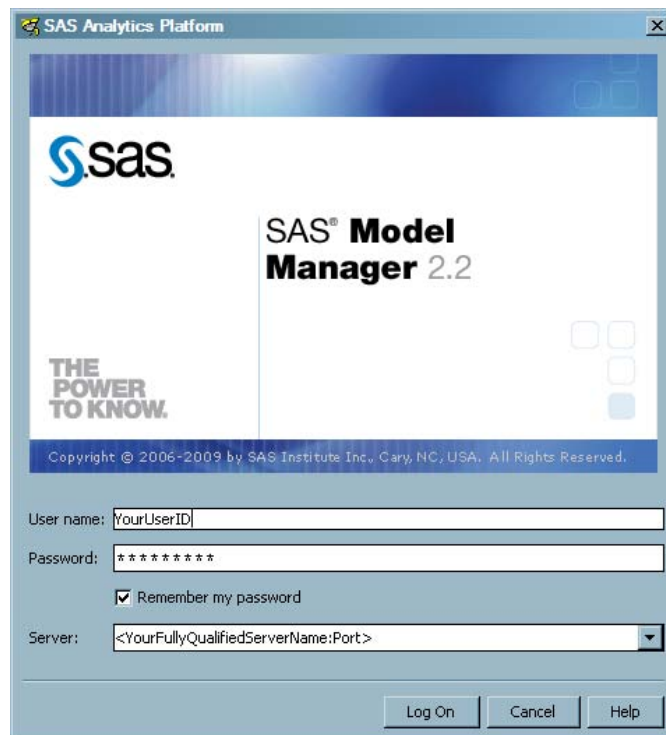 SAS Analytics Platform
sas.
SAS® Model
Manager 2.2
THE
POWER
TO KNOW.
Copyright © 2006-2009 by SAS Institute Inc., Cary, NC, USA. All Rights Reserved.
User name: YourUserID
Password: *********
Remember my password
Server: <YourFullyQualifiedServerName:Port>
Log On Cancel Help